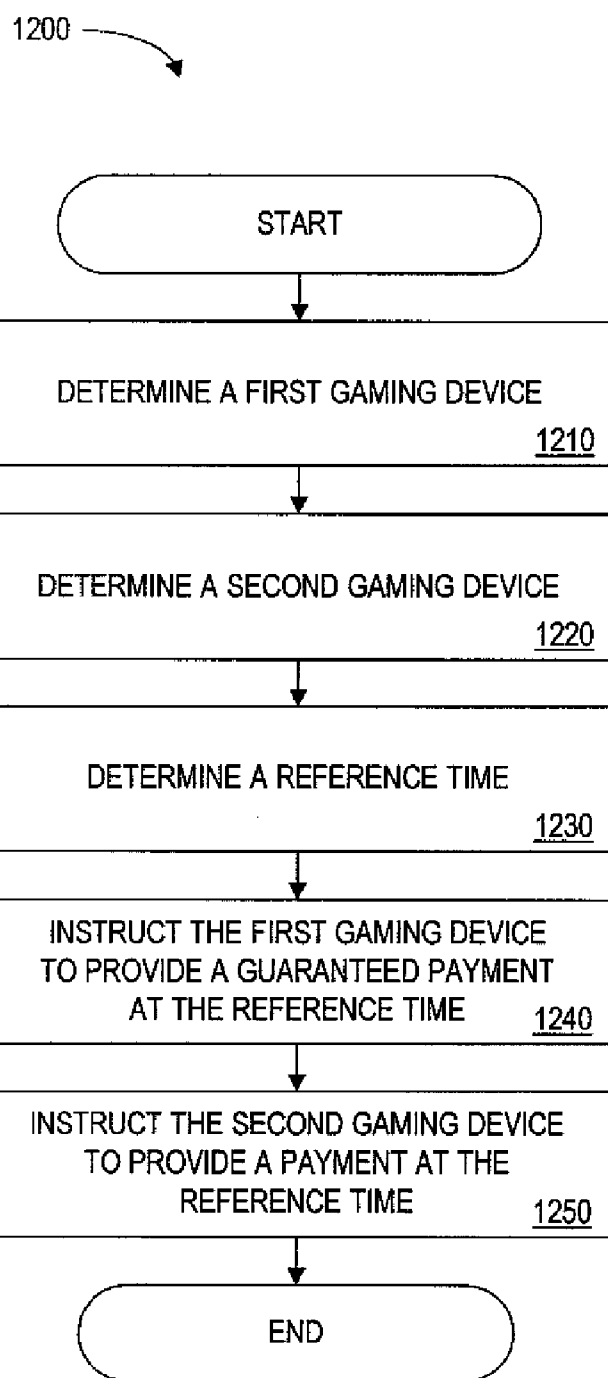 1200
START
DETERMINE A FIRST GAMING DEVICE
1210
DETERMINE A SECOND GAMING DEVICE
1220
DETERMINE A REFERENCE TIME
1230
INSTRUCT THE FIRST GAMING DEVICE
TO PROVIDE A GUARANTEED PAYMENT
AT THE REFERENCE TIME
1240
INSTRUCT THE SECOND GAMING DEVICE
TO PROVIDE A PAYMENT AT THE
REFERENCE TIME
1250
END